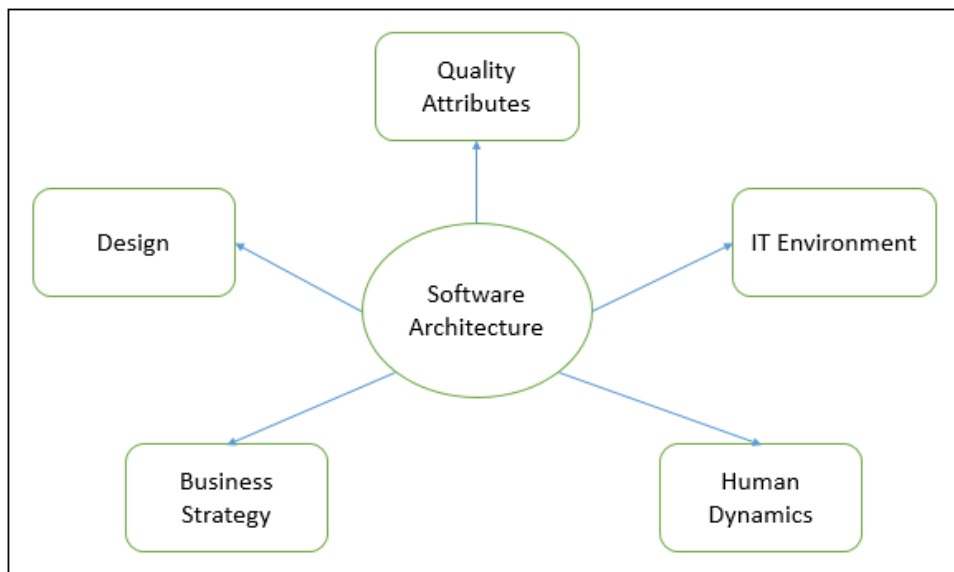 Quality
Attributes
Design
IT Environment
Software
Architecture
Business
Strategy
Human
Dynamics